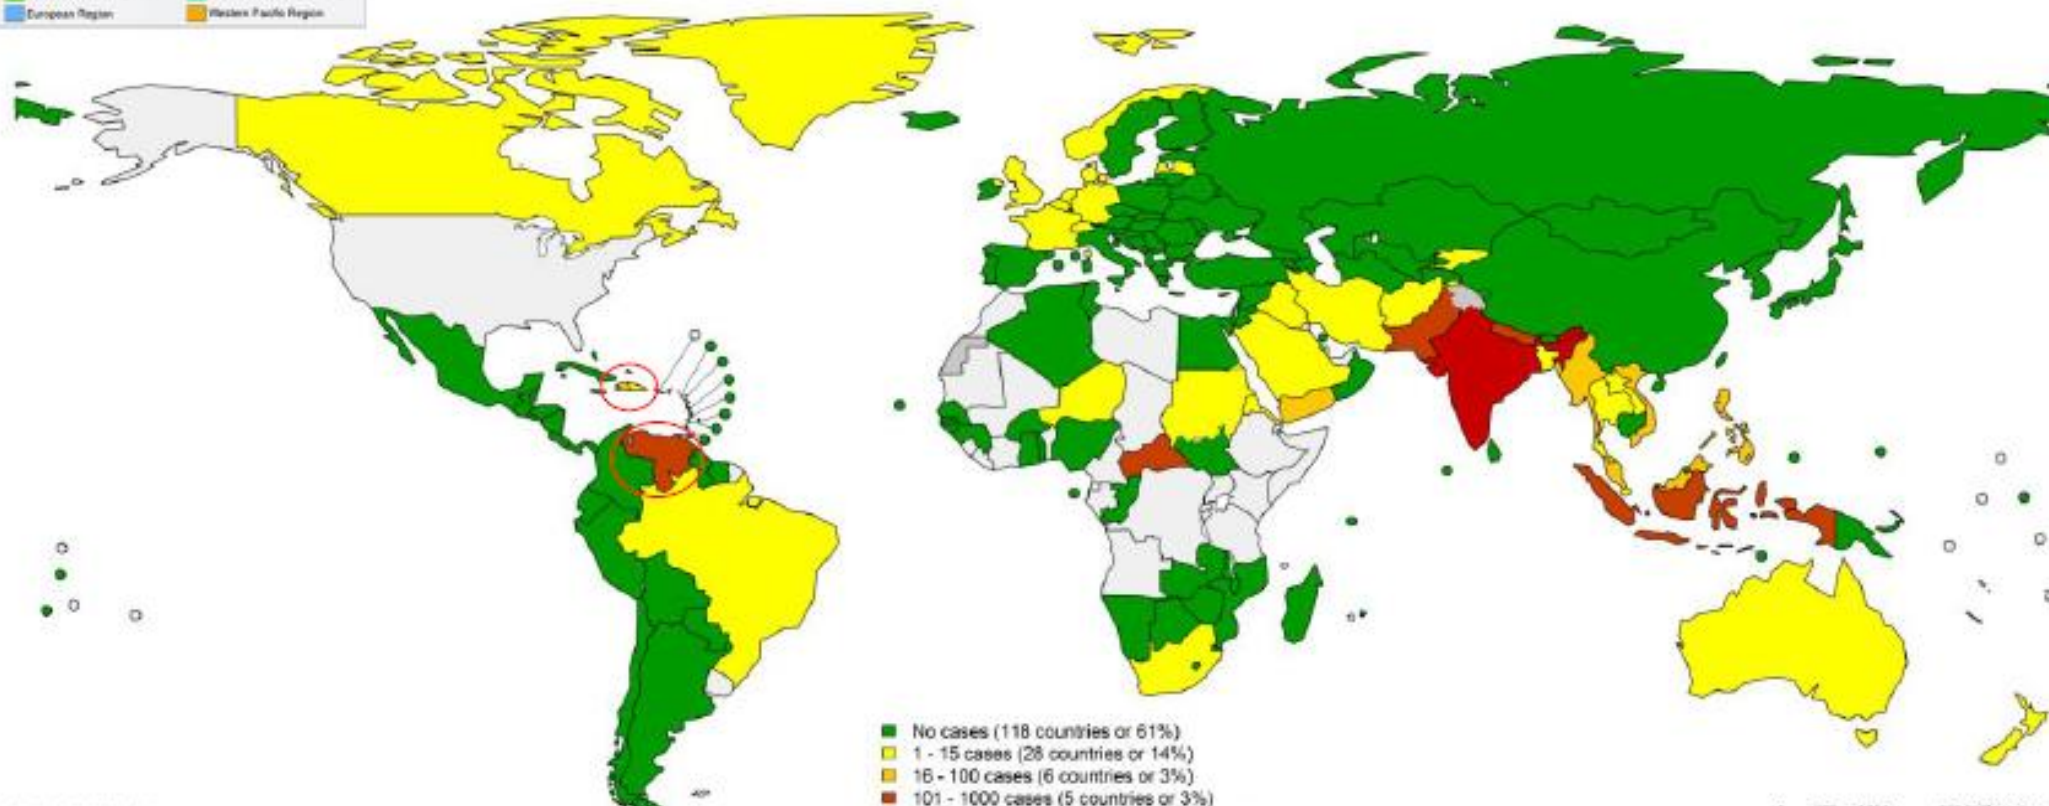 European Region
Western Pacific Region
No cases (118 countries or 61%)
1 - 15 cases (28 countries or 14%)
16 - 100 cases (6 countries or 3%)
101 - 1000 cases (5 countries or 3%)